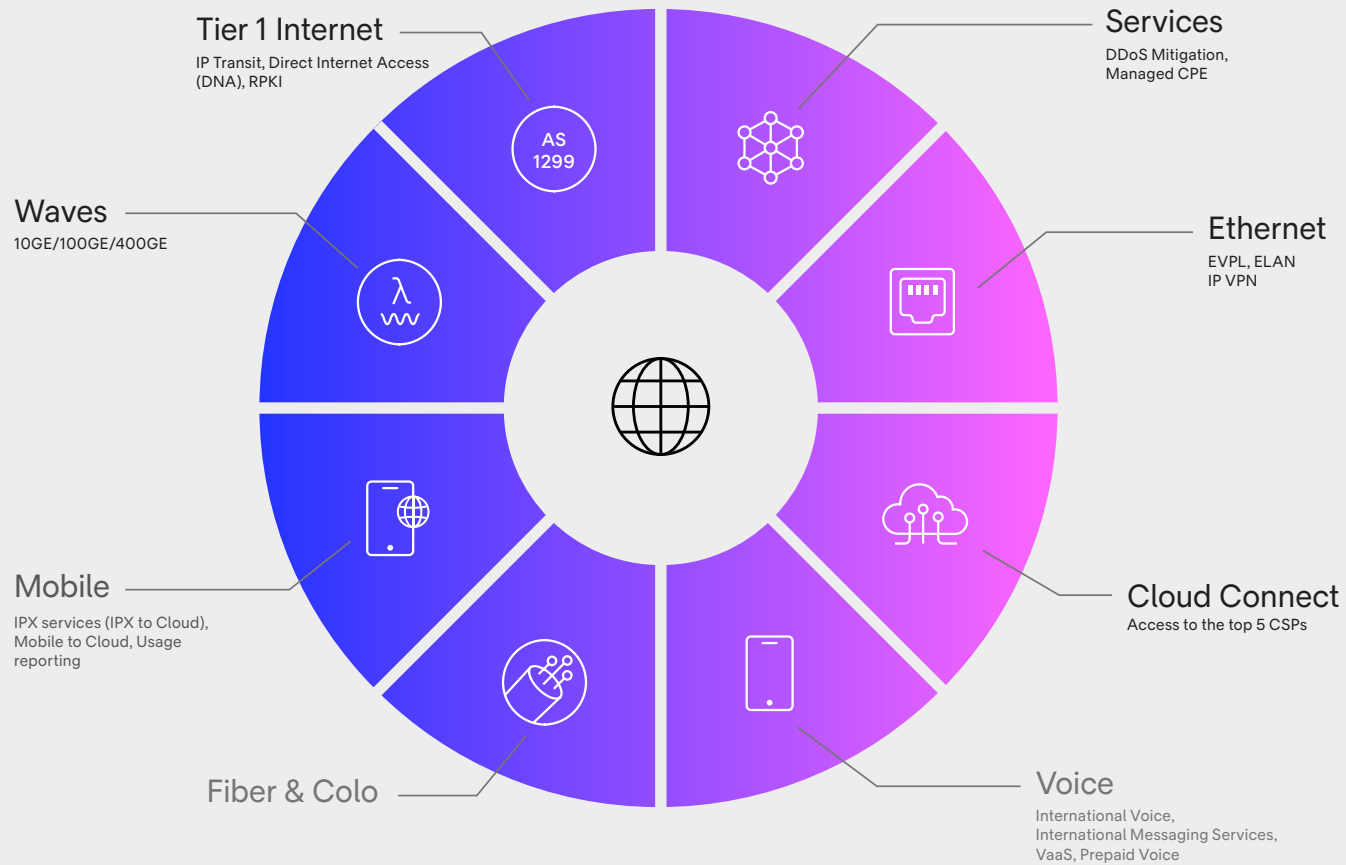 Tier 1 Internet
IP Transit, Direct Internet Access
(DNA), RPKI
AS
1299
Services
DDoS Mitigation,
Managed CPE
Waves
10GE/100GE/400GE
λ
Ethernet
EVPL, ELAN
IP VPN
Mobile
IPX services (IPX to Cloud),
Mobile to Cloud, Usage
reporting
Cloud Connect
Access to the top 5 CSPs
Fiber & Colo
Voice
International Voice,
International Messaging Services,
VaaS, Prepaid Voice